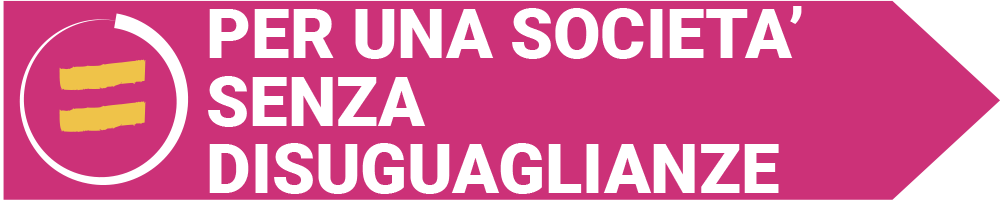 PER UNA SOCIETA’
SENZA
DISUGUAGLIANZE